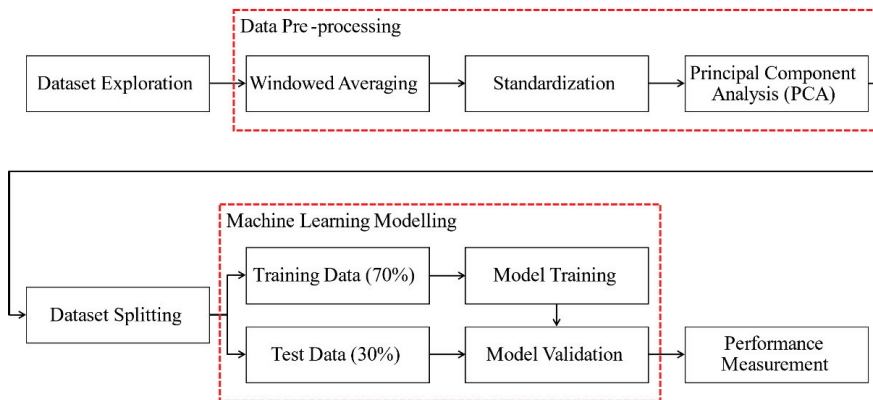 Data Pre-processing
Dataset Exploration
Windowed Averaging
Standardization
Principal Component
Analysis (PCA)
Machine Learning Modelling
Training Data (70%)
Model Training
Dataset Splitting
Test Data (30%)
Model Validation
Performance
Measurement